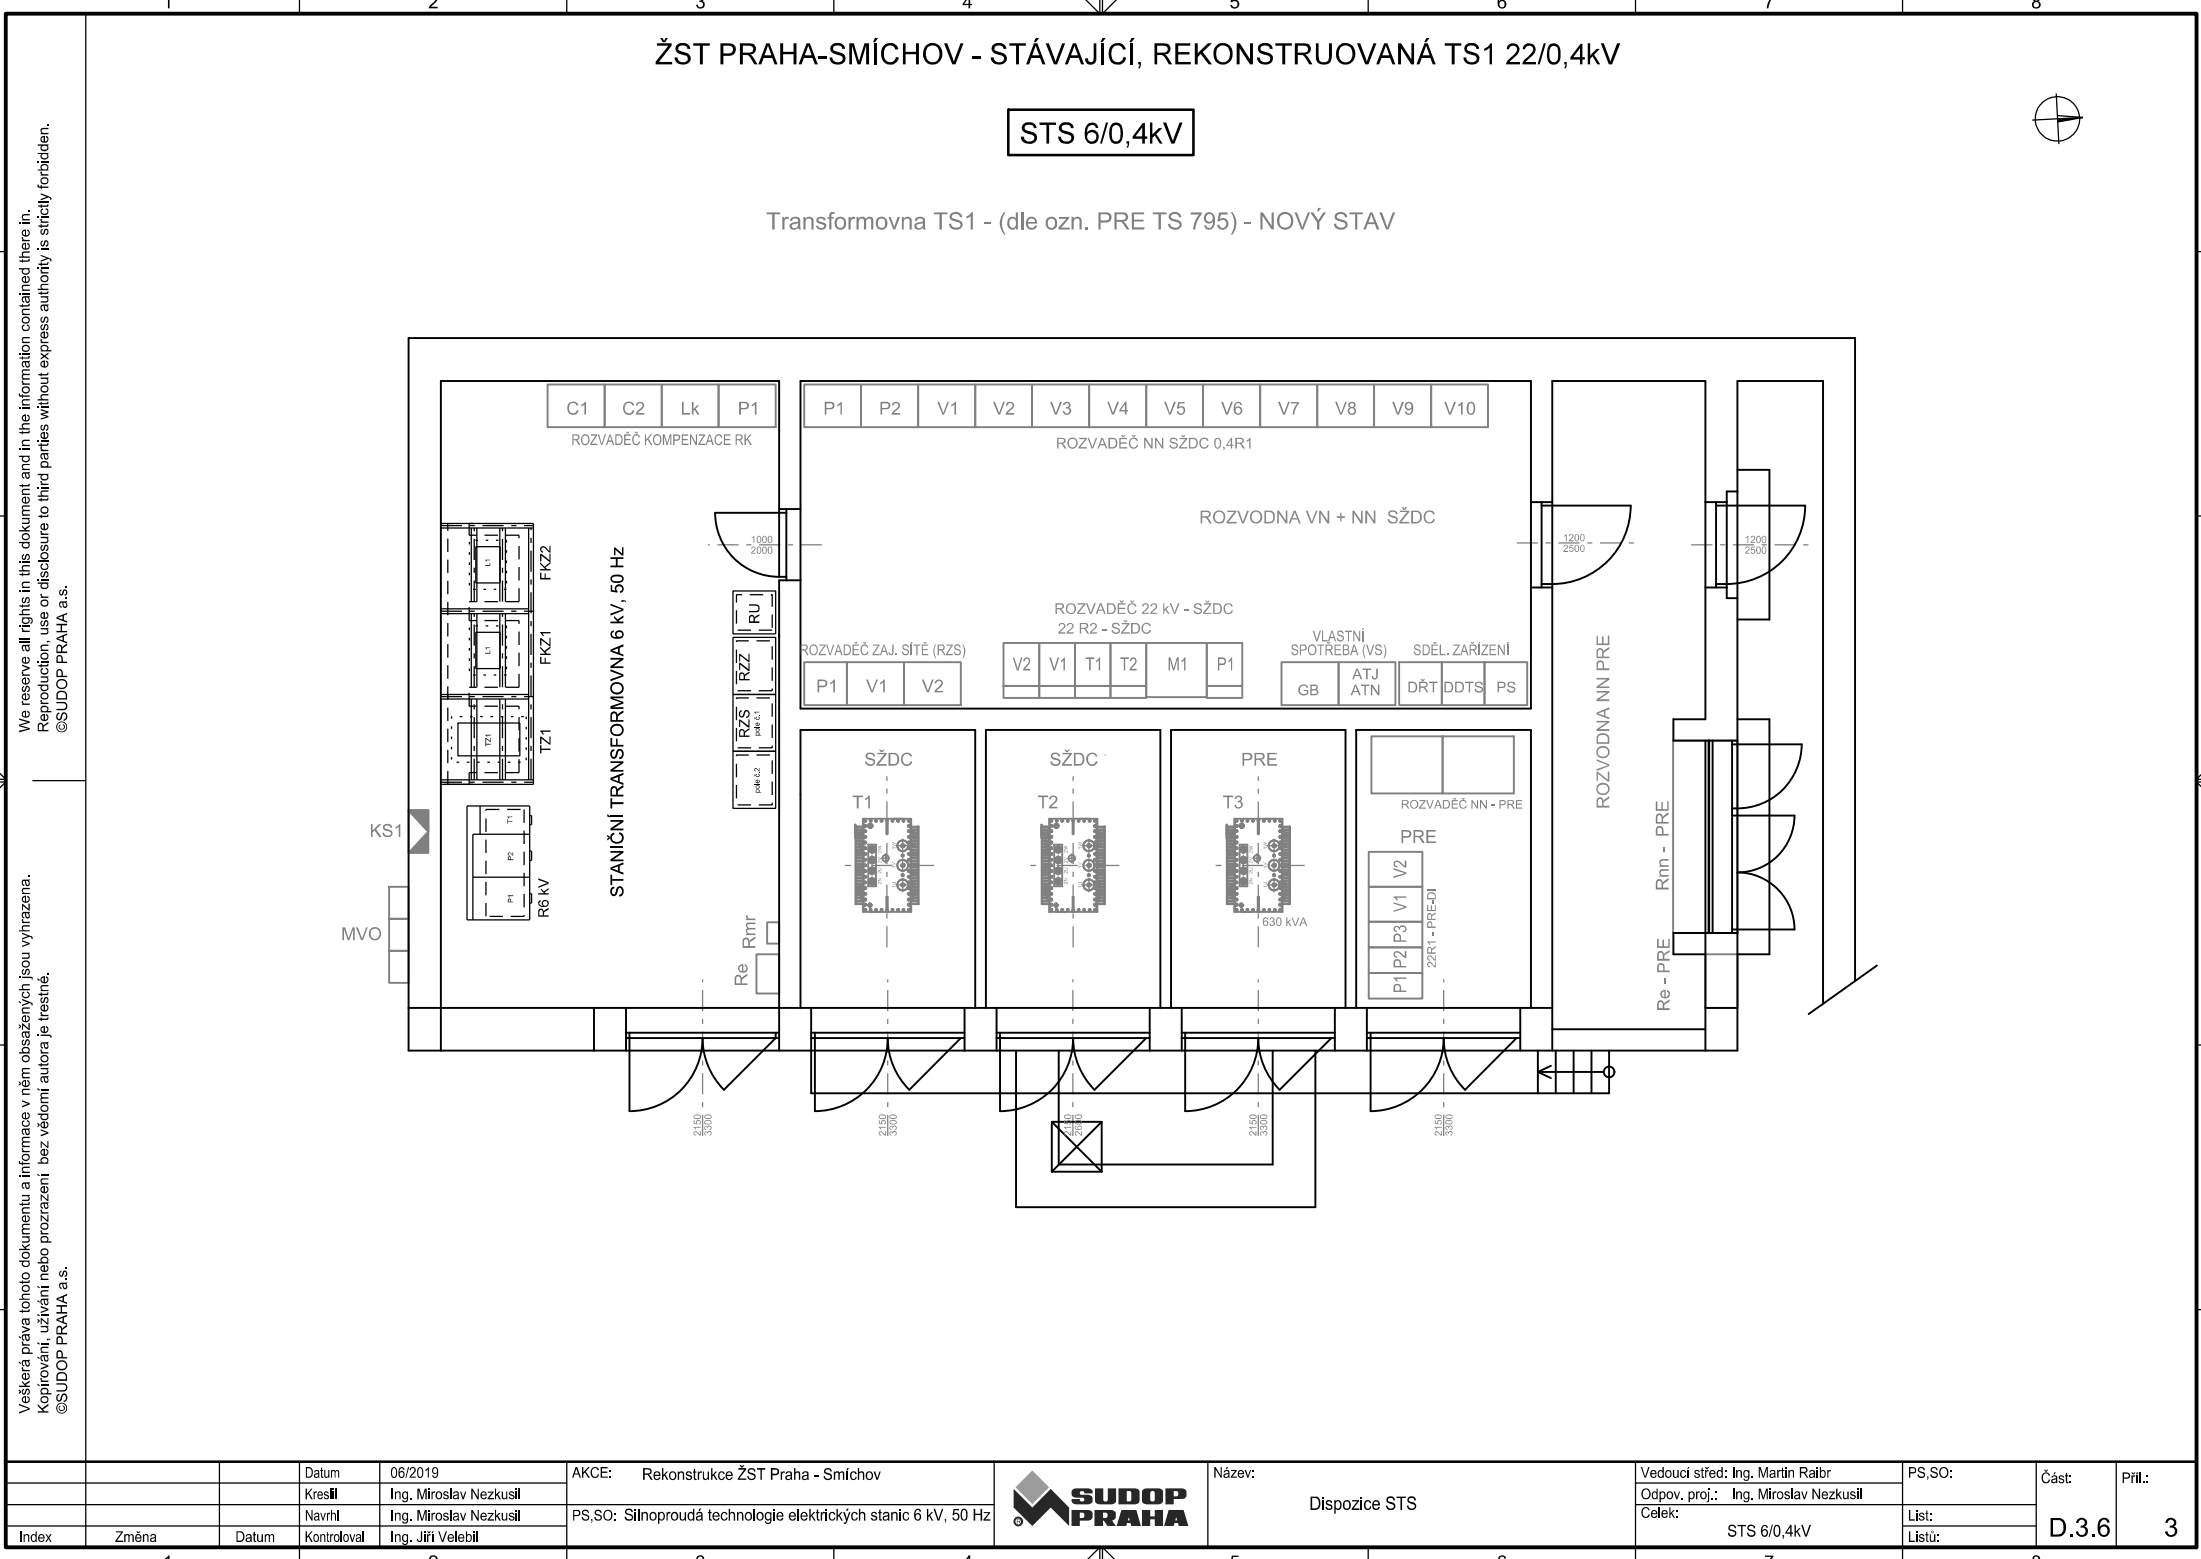 1 2 3 4 5 6 7 8
ŽST PRAHA-SMÍCHOV - STÁVAJÍCÍ, REKONSTRUOVANÁ TS1 22/0,4kV
STS 6/0,4kV
Transformovna TS1 - (dle ozn. PRE TS 795) - NOVÝ STAV
We reserve all rights in this dokument and in the information contained there in.
Reproduction, use or disclosure to third parties without express authority is strictly forbidden.
©SUDOP PRAHA a.s.
Veškerá práva tohoto dokumentu a informace v něm obsažených jsou vyhrazena.
Kopírování, užívání nebo prozrazení bez vědomí autora je trestné.
©SUDOP PRAHA a.s.
C1 C2 Lk P1
ROZVADĚČ KOMPENZACE RK
P1 P2 V1 V2 V3 V4 V5 V6 V7 V8 V9 V10
ROZVADĚČ NN SŽDC 0,4R1
ROZVODNA VN + NN SŽDC
1000
2000
1200
2500
1200
2500
L1
FKZ2
L1
FKZ1
TZ1
TZ1
T1
P2
P1
R6 kV
STANIČNÍ TRANSFORMOVNA 6 kV, 50 Hz
RU
RZZ
RZS
pole č.1
pole č.2
KS1
MVO
Rmr
Re
ROZVADĚČ ZAJ. SÍTĚ (RZS)
P1 V1 V2
ROZVADĚČ 22 kV - SŽDC
22 R2 - SŽDC
V2 V1 T1 T2 M1 P1
VLASTNÍ
SPOTŘEBA (VS)
GB
ATJ
ATN
SDĚL. ZAŘÍZENÍ
DŘT DDTS PS
SŽDC
T1
SŽDC
T2
PRE
T3
630 kVA
ROZVADĚČ NN - PRE
PRE
V2
V1
P3
P2
P1
22R1 - PRE-DI
ROZVODNA NN PRE
Rnn - PRE
Re - PRE
2150
3300
2150
3300
2150
2600
2150
3300
2150
3300
Index Změna Datum
Datum 06/2019
Kreslil Ing. Miroslav Nezkusil
Navrhl Ing. Miroslav Nezkusil
Kontroloval Ing. Jiří Velebil
AKCE: Rekonstrukce ŽST Praha - Smíchov
PS,SO: Silnoproudá technologie elektrických stanic 6 kV, 50 Hz
SUDOP
PRAHA
Název:
Dispozice STS
Vedoucí střed: Ing. Martin Raibr
Odpov. proj.: Ing. Miroslav Nezkusil
Celek:
STS 6/0,4kV
PS,SO:
List:
Listů:
Část:
D.3.6
Příl.:
3